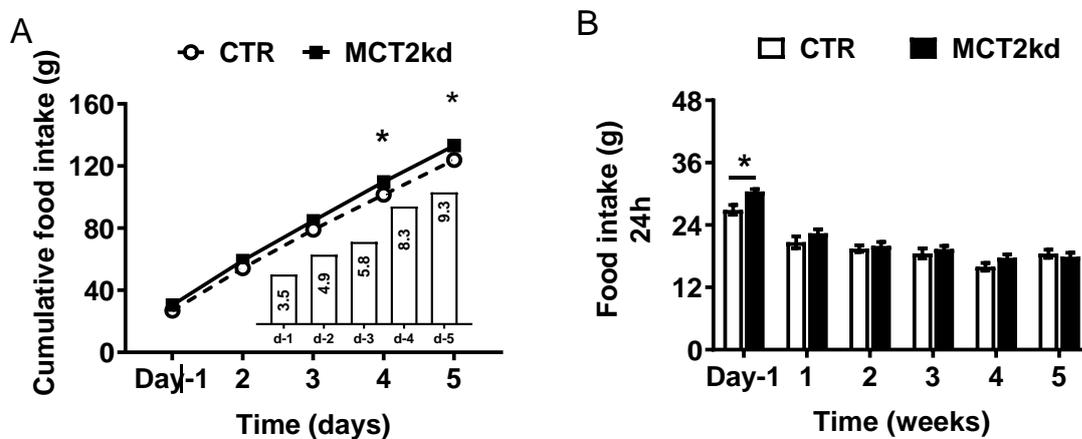 A
CTR MCT2kd
Cumulative food intake (g)
160
120
80
40
0
* *
3.5 4.9 5.8 8.3 9.3
d-1 d-2 d-3 d-4 d-5
Day-1 2 3 4 5
Time (days)
B
CTR MCT2kd
Food intake (g)
24h
48
36
24
12
0
*
Day-1 1 2 3 4 5
Time (weeks)